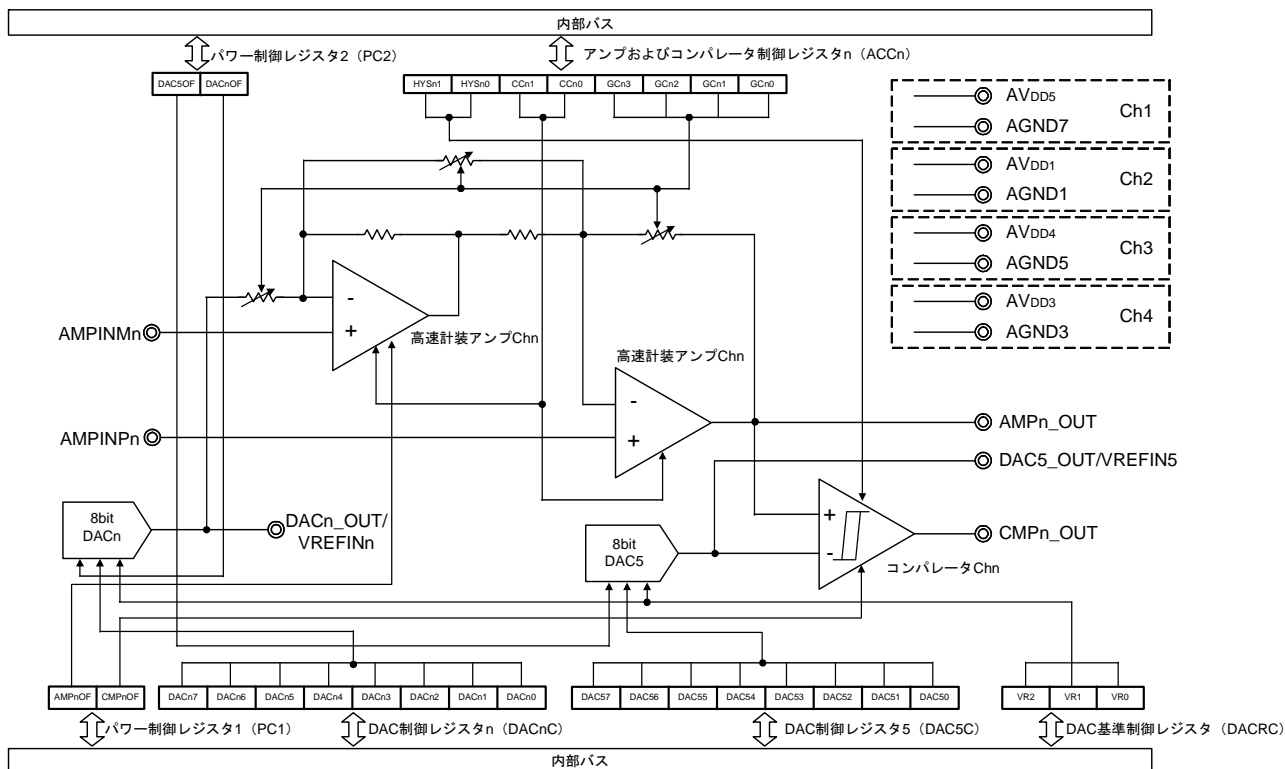 内部バス
パワー制御レジスタ2（PC2）
アンプおよびコンパレータ制御レジスタn（ACCn）
DAC5OF DACnOF
HYSn1 HYSn0 CCn1 CCn0 GCn3 GCn2 GCn1 GCn0
AVDD5
Ch1
AGND7
AVDD1
Ch2
AGND1
AVDD4
Ch3
AGND5
AVDD3
Ch4
AGND3
-
+
AMPINMn
高速計装アンプChn
高速計装アンプChn
-
+
AMPINPn
AMPn_OUT
DAC5_OUT/VREFIN5
8bit
DACn
DACn_OUT/
VREFINn
8bit
DAC5
+
-
CMPn_OUT
コンパレータChn
AMPnOF CMPnOF
DACn7 DACn6 DACn5 DACn4 DACn3 DACn2 DACn1 DACn0
DAC57 DAC56 DAC55 DAC54 DAC53 DAC52 DAC51 DAC50
VR2 VR1 VR0
パワー制御レジスタ1（PC1）
DAC制御レジスタn（DACnC）
DAC制御レジスタ5（DAC5C）
DAC基準制御レジスタ（DACRC）
内部バス